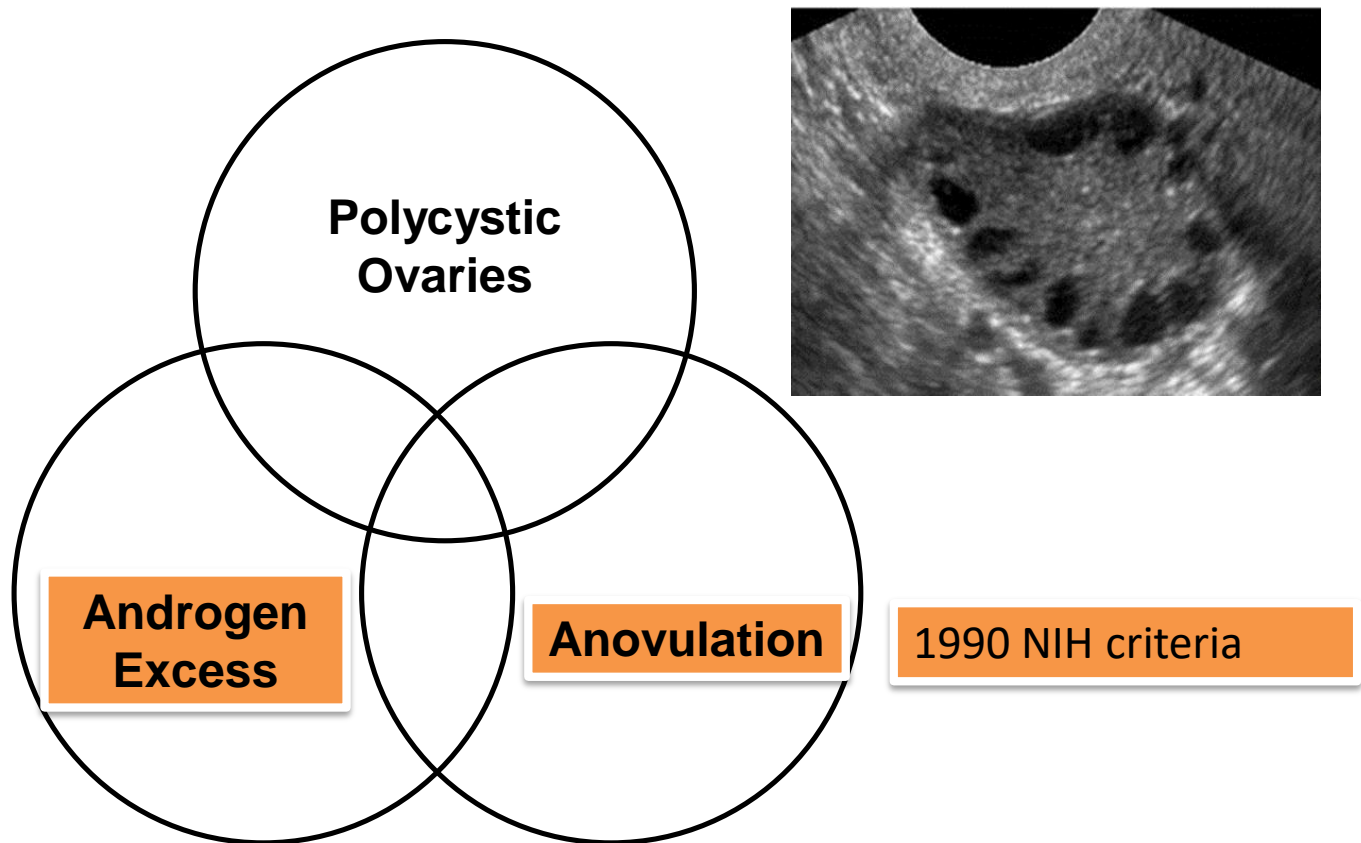 Polycystic
Ovaries
Androgen
Excess
Anovulation
1990 NIH criteria